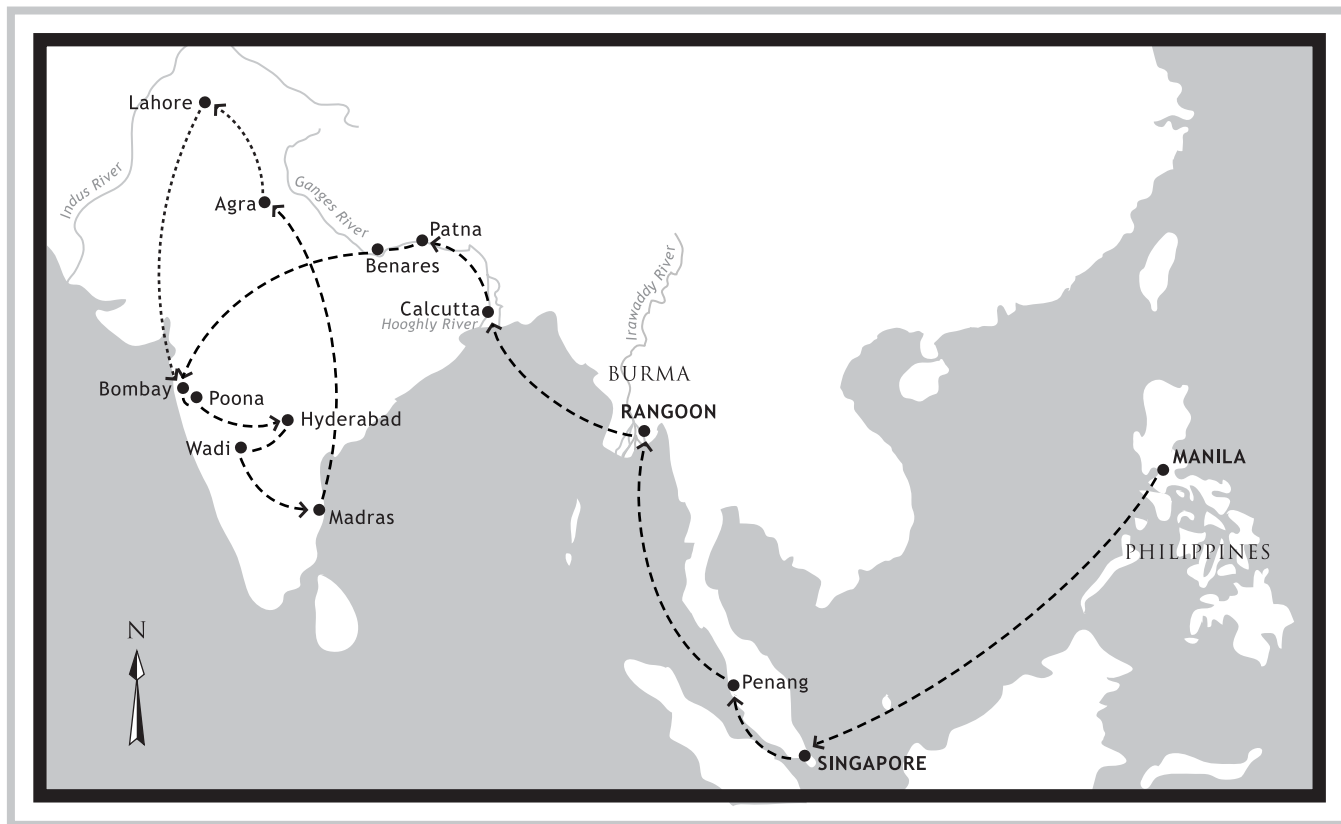 Lahore
Indus River
Ganges River
Agra
Patna
Benares
Irawaddy River
Calcutta
Hooghly River
BURMA
Bombay
Poona
RANGOON
Hyderabad
Wadi
MANILA
Madras
PHILIPPINES
N
Penang
SINGAPORE